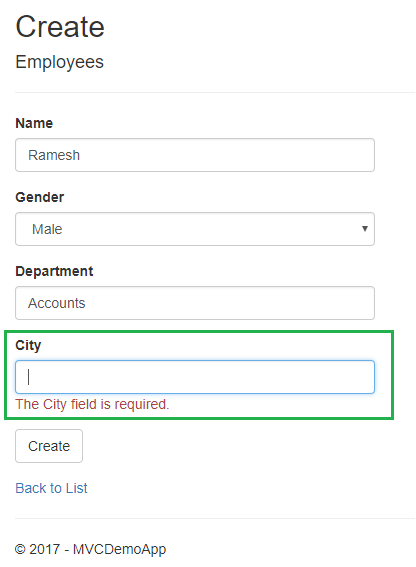 Create
Employees
Name
Ramesh
Gender
Male
Department
Accounts
City
The City field is required.
Create
Back to List
© 2017 - MVCDemoApp